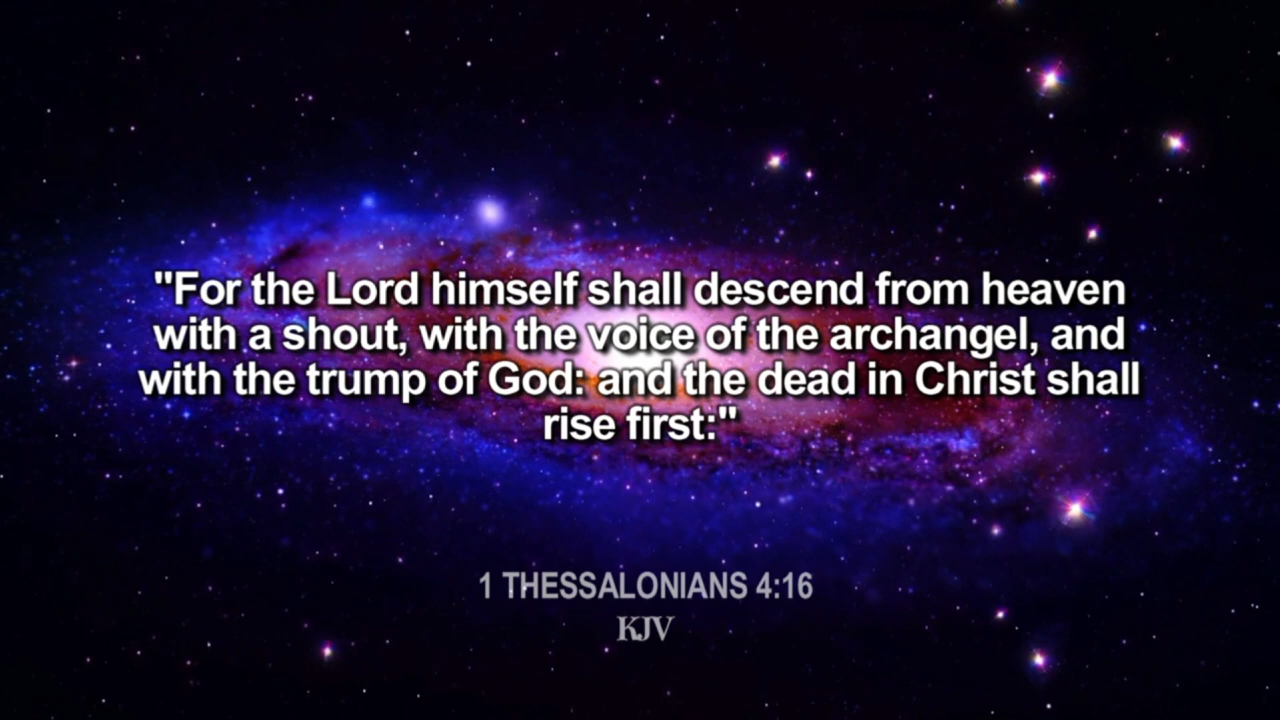 "For the Lord himself shall descend from heaven
with a shout, with the voice of the archangel, and
with the trump of God: and the dead in Christ shall
rise first:"
1 THESSALONIANS 4:16
KJV